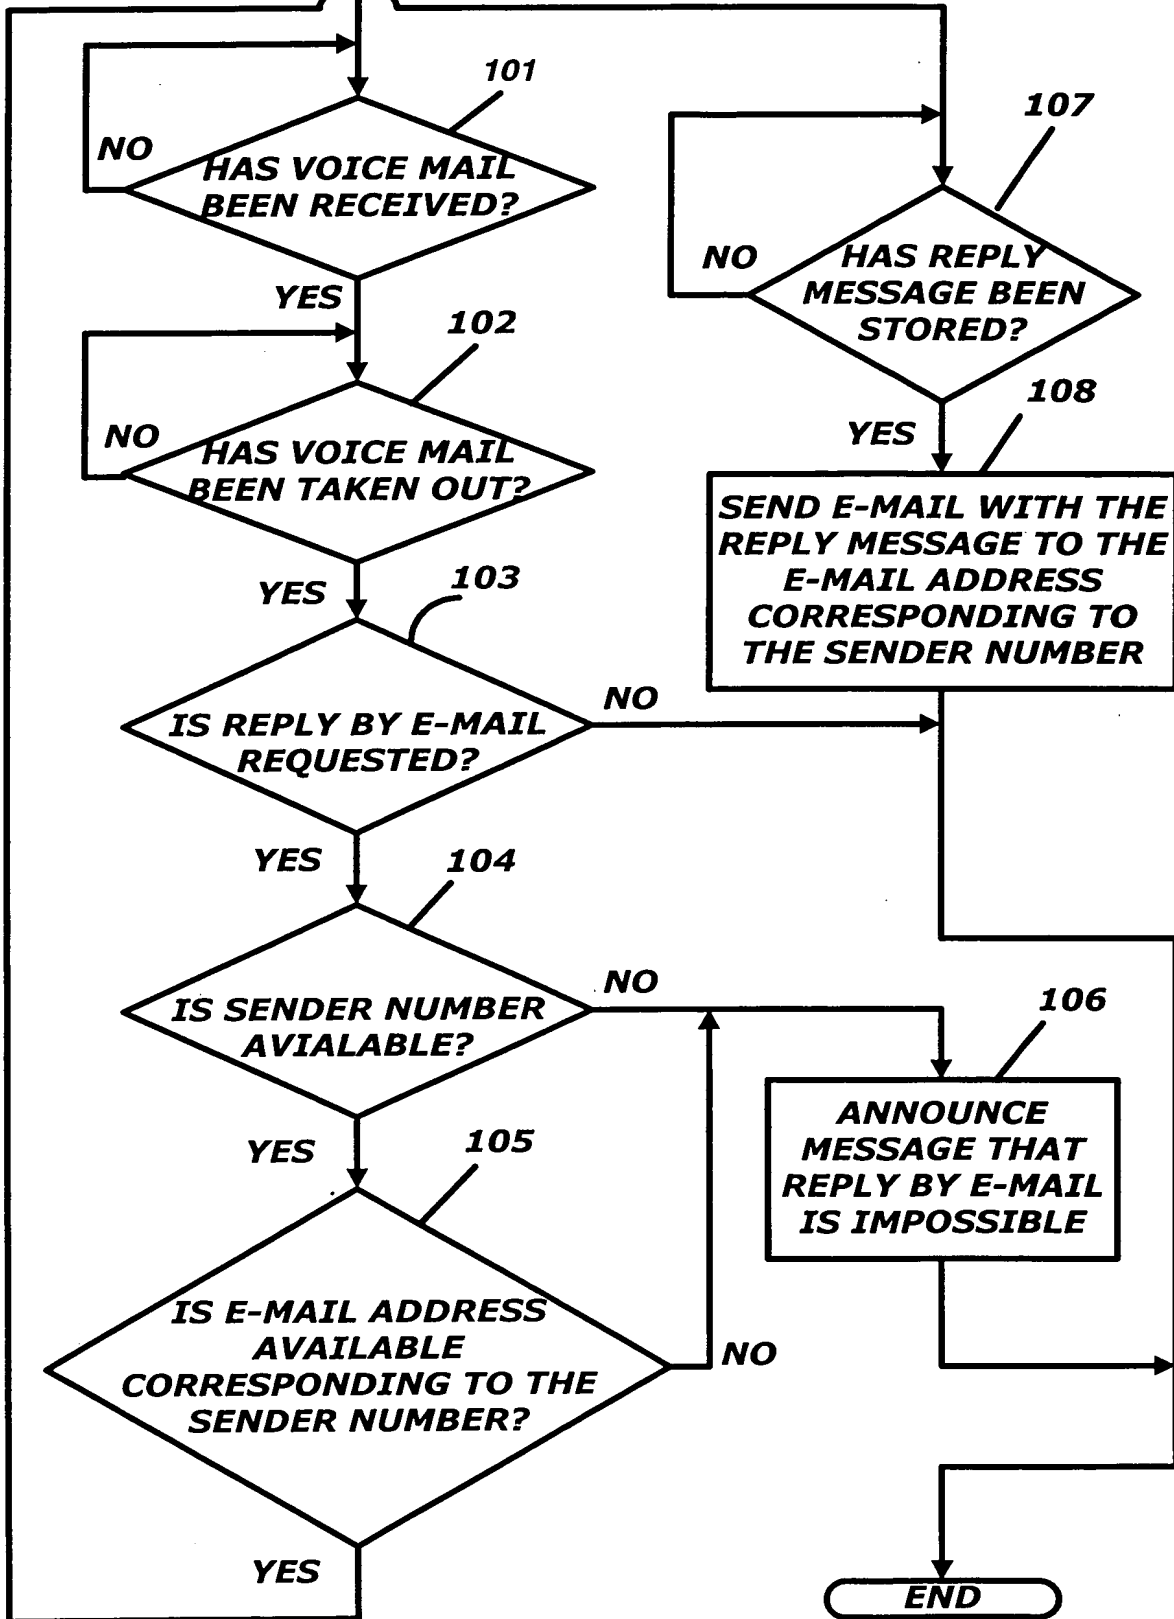 101
NO
HAS VOICE MAIL
BEEN RECEIVED?
YES
102
NO
HAS VOICE MAIL
BEEN TAKEN OUT?
YES
103
IS REPLY BY E-MAIL
REQUESTED?
NO
YES
104
IS SENDER NUMBER
AVIALABLE?
NO
YES
105
IS E-MAIL ADDRESS
AVAILABLE
CORRESPONDING TO THE
SENDER NUMBER?
NO
YES
106
ANNOUNCE
MESSAGE THAT
REPLY BY E-MAIL
IS IMPOSSIBLE
107
NO
HAS REPLY
MESSAGE BEEN
STORED?
YES
108
SEND E-MAIL WITH THE
REPLY MESSAGE TO THE
E-MAIL ADDRESS
CORRESPONDING TO
THE SENDER NUMBER
END